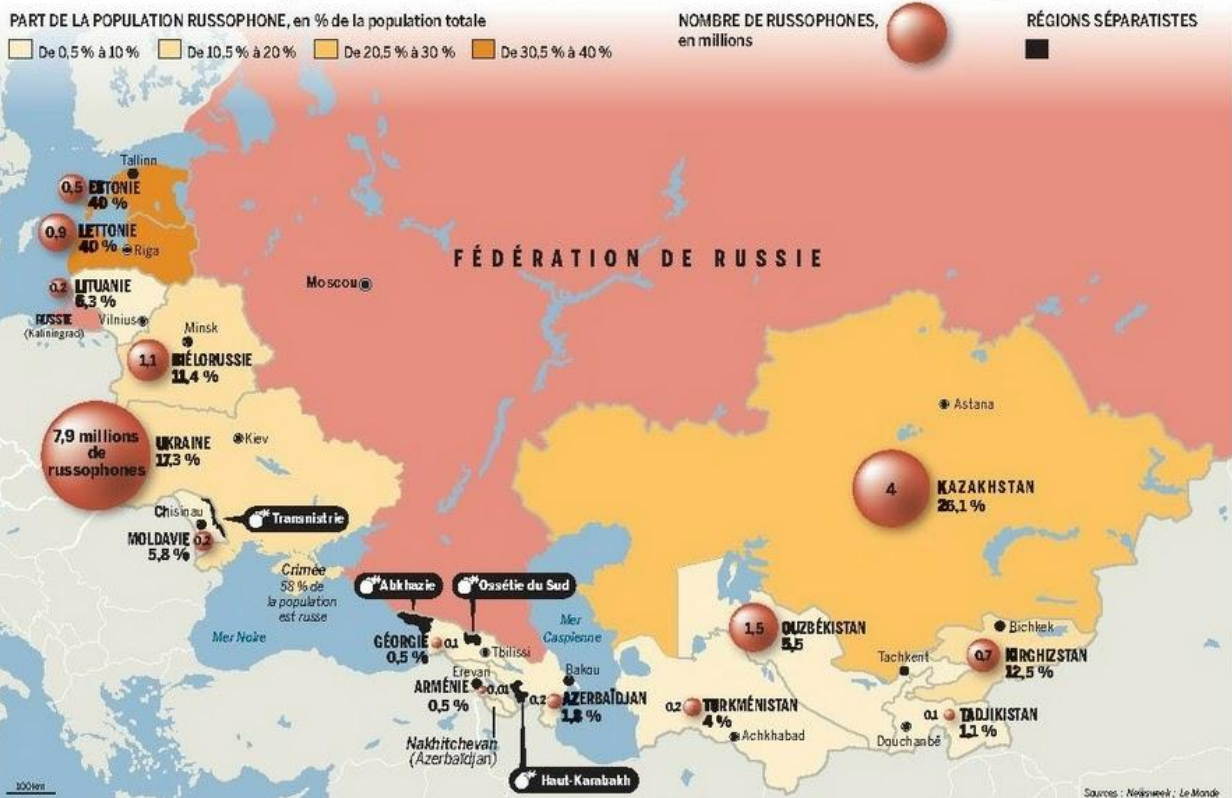 PART DE LA POPULATION RUSSOPHONE, en % de la population totale
De 0,5 % à 10 %
De 10,5 % à 20 %
De 20,5 % à 30 %
De 30,5 % à 40 %
NOMBRE DE RUSSOPHONES,
en millions
RÉGIONS SÉPARATISTES
Tallinn
0,5 ESTONIE
40 %
0,9 LETTONIE
40 %
Riga
FÉDÉRATION DE RUSSIE
Moscou
0,2 LITUANIE
6,3 %
RUSSIE
(Kaliningrad)
Vilnius
Minsk
1,1 BIÉLORUSSIE
11,4 %
Astana
7,9 millions
de
russophones
UKRAINE
17,3 %
Kiev
4 KAZAKHSTAN
26,1 %
Chisinau
Transnistrie
MOLDAVIE 0,2
5,8 %
Crimée
58 % de
la population
est russe
Abkhazie
Ossétie du Sud
Mer Noire
Mer
Caspienne
GÉORGIE 0,1
0,5 %
Tbilissi
1,5 OUZBÉKISTAN
5,5
Bichkek
0,7 KIRGHIZSTAN
12,5 %
Tachkent
Erevan
ARMÉNIE 0,01
0,5 %
Bakou
0,2 AZERBAÏDJAN
1,8 %
0,2 TURKMÉNISTAN
4 %
Achkhabad
0,1 TADJIKISTAN
1,1 %
Douchanbé
Nakhitchevan
(Azerbaïdjan)
Haut-Karabakh
100 km
Sources : Newsweek ; Le Monde